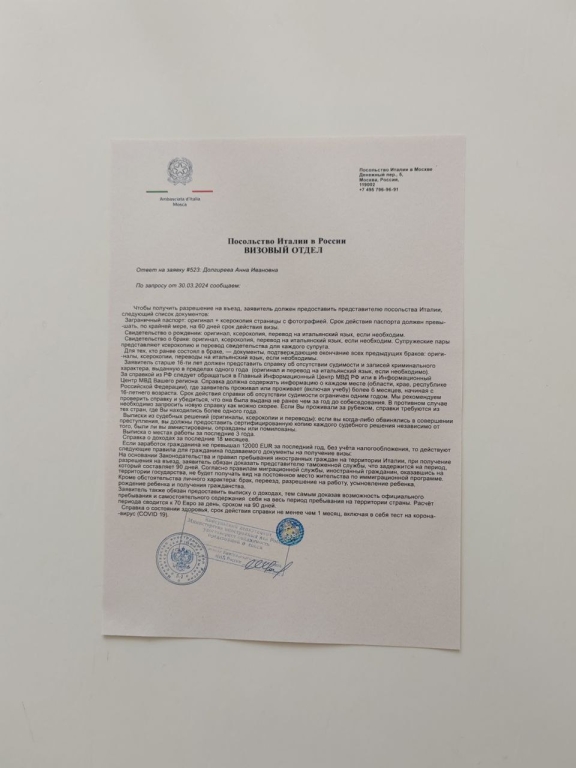 Ambasciata d'Italia
Mosca
Посольство Италии в Москве
Денежный пер., 5,
Москва, Россия,
115002
+7 495 796-96-91
Посольство Италии в России
ВИЗОВЫЙ ОТДЕЛ
Ответ на заявку #523: Долоцрева Анна Ивановна
По запросу от 30.03.2024 сообщаем:
Чтобы получить разрешение на въезд, заявитель должен предоставить представителю посольства Италии,
следующий список документов:
Заграничный паспорт: оригинал + ксерокопия страницы с фотографией. Срок действия паспорта должен превы-
-шать, по крайней мере, на 60 дней срок действия визы.
Свидетельство о рождении: оригинал, ксерокопия, перевод на итальянский язык, если необходим.
Свидетельство о браке: оригинал, ксерокопия, перевод на итальянский язык, если необходим. Супружеские пары
представляет ксерокопию и перевод свидетельства для каждого супруга.
Для тех, кто ранее состоял в браке, — документы, подтверждающие окончание всех предыдущих браков: ориги-
-налы, ксерокопии, переводы на итальянский язык, если необходимы.
Заявитель старше 16-ти лет должен предоставить справку об отсутствии судимости и записей криминального
характера, выданную в пределах одного года (оригинал и перевод на итальянский язык, если необходимо).
За справкой из РФ следует обращаться в Главный Информационный Центр МВД РФ или в Информационный
Центр МВД Вашего региона. Справка должна содержать информацию о каждом месте (области, крае, республике
Российской Федерации), где заявитель проживал или проживает (включая учебу) более 6 месяцев, начиная с
16-летнего возраста. Срок действия справки об отсутствии судимости ограничен одним годом. Мы рекомендуем
проверить справку и убедиться, что она была выдана не ранее чем за год до собеседования. В противном случае
необходимо запросить новую справку как можно скорее. Если Вы проживали за рубежом, справки требуются из
тех стран, где Вы находились более одного года.
Выписки из судебных решений (оригиналы, ксерокопии и переводы): если вы когда-либо обвинялись в совершении
преступления, вы должны предоставить сертифицированную копию каждого судебного решения независимо от
того, были ли вы амнистированы, оправданы или помилованы.
Выписка с места работы за последние 3 года.
Справка о доходах за последние 18 месяцев.
Если заработок гражданина не превышает 12000 EUR за последний год, без учёта налогообложения, то действуют
следующие правила для гражданина подаваемого документы на получение визы:
На основании Законодательства и правил пребывания иностранных граждан на территории Италии, при получение
разрешения на въезд, заявитель обязан доказать представителю таможенной службы, что задержится на период,
который составляет 90 дней. Согласно правилам миграционной службы, иностранный гражданин, оказавшись на
территории государства, не будет получать вид на постоянное место жительства по иммиграционной программе.
Кроме обстоятельства личного характера: брак, переезд, разрешение на работу, усыновление ребенка,
рождение ребенка и получения гражданства.
Заявитель также обязан предоставить выписку о доходах, тем самым доказав возможность официального
пребывания и самостоятельного содержания себя на весь период пребывания на территории страны. Расчёт
периода сводится к 70 Евро за день, сроком на 90 дней.
Справка о состоянии здоровья, срок действия справки не менее чем 1 месяц, включая в себя тест на корона-
-вирус (COVID 19).